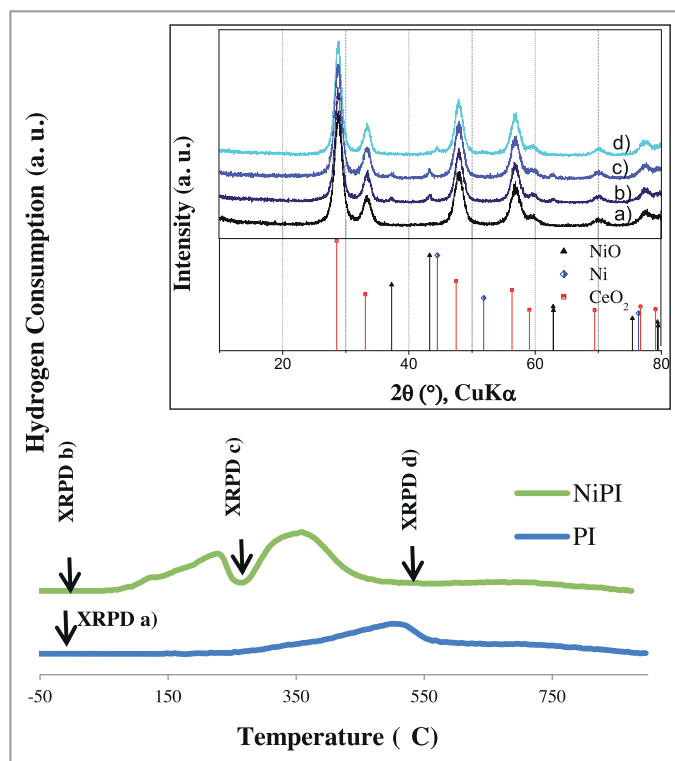 Hydrogen Consumption (a. u.)
Intensity (a. u.)
d)
c)
b)
a)
NiO
Ni
CeO2
20 40 60 80
2θ (°), CuKα
XRPD b)
XRPD c)
XRPD d)
NiPI
PI
XRPD a)
-50 150 350 550 750
Temperature ( C)